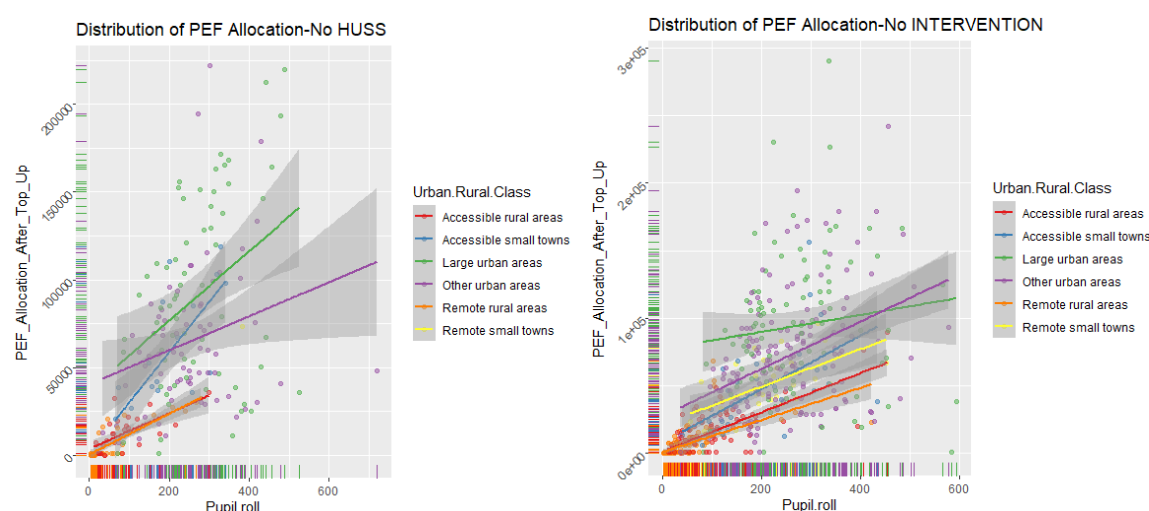 Distribution of PEF Allocation-No HUSS
PEF_Allocation_After_Top_Up
200000
150000
100000
50000
0
0
200
400
600
Pupil.roll
Urban.Rural.Class
Accessible rural areas
Accessible small towns
Large urban areas
Other urban areas
Remote rural areas
Remote small towns
Distribution of PEF Allocation-No INTERVENTION
PEF_Allocation_After_Top_Up
3e+05
2e+05
1e+05
0e+00
0
200
400
600
Pupil.roll
Urban.Rural.Class
Accessible rural areas
Accessible small towns
Large urban areas
Other urban areas
Remote rural areas
Remote small towns